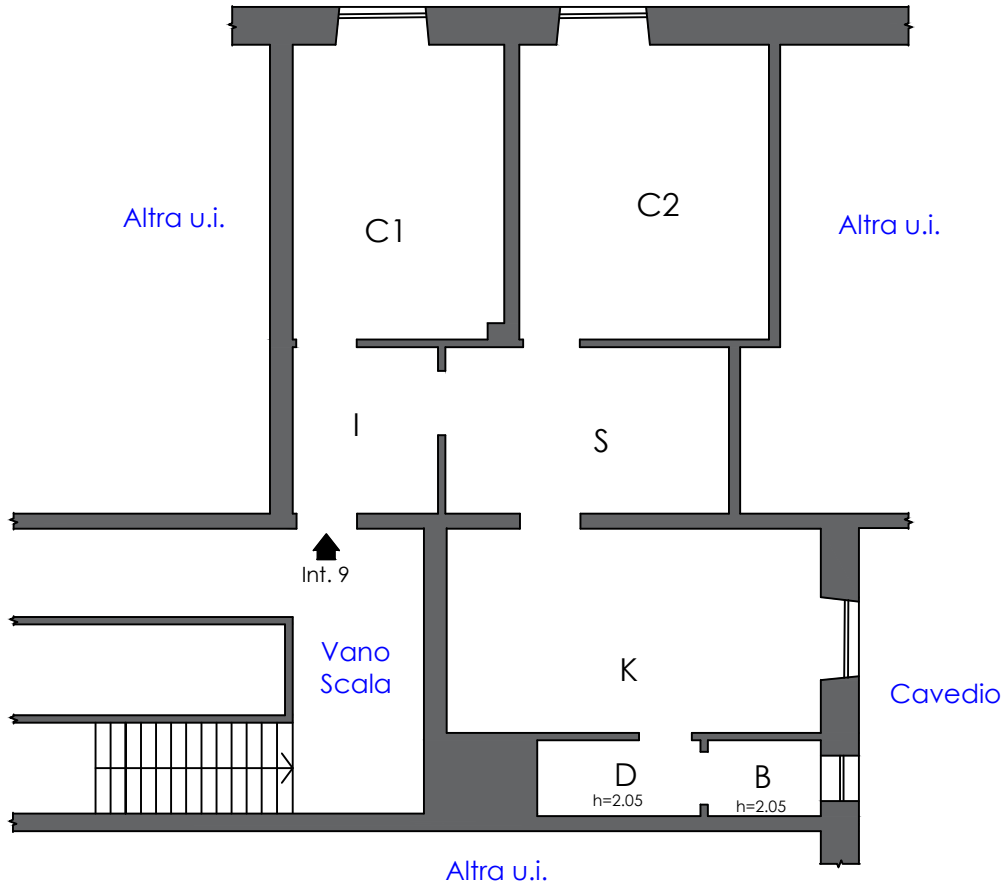 Altra u.i.
C1
C2
Altra u.i.
I
S
Int. 9
Vano
Scala
K
Cavedio
D
h=2.05
B
h=2.05
Altra u.i.